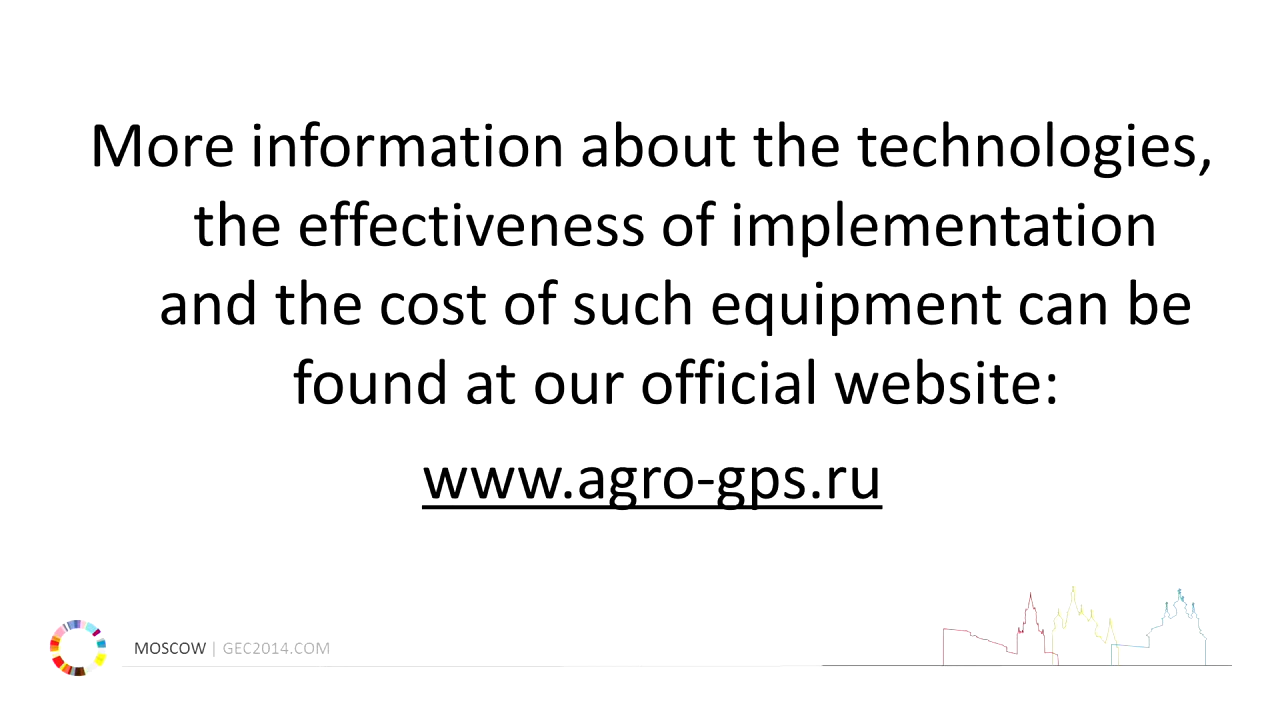 More information about the technologies,
the effectiveness of implementation
and the cost of such equipment can be
found at our official website:
www.agro-gps.ru
MOSCOW | GEC2014.COM